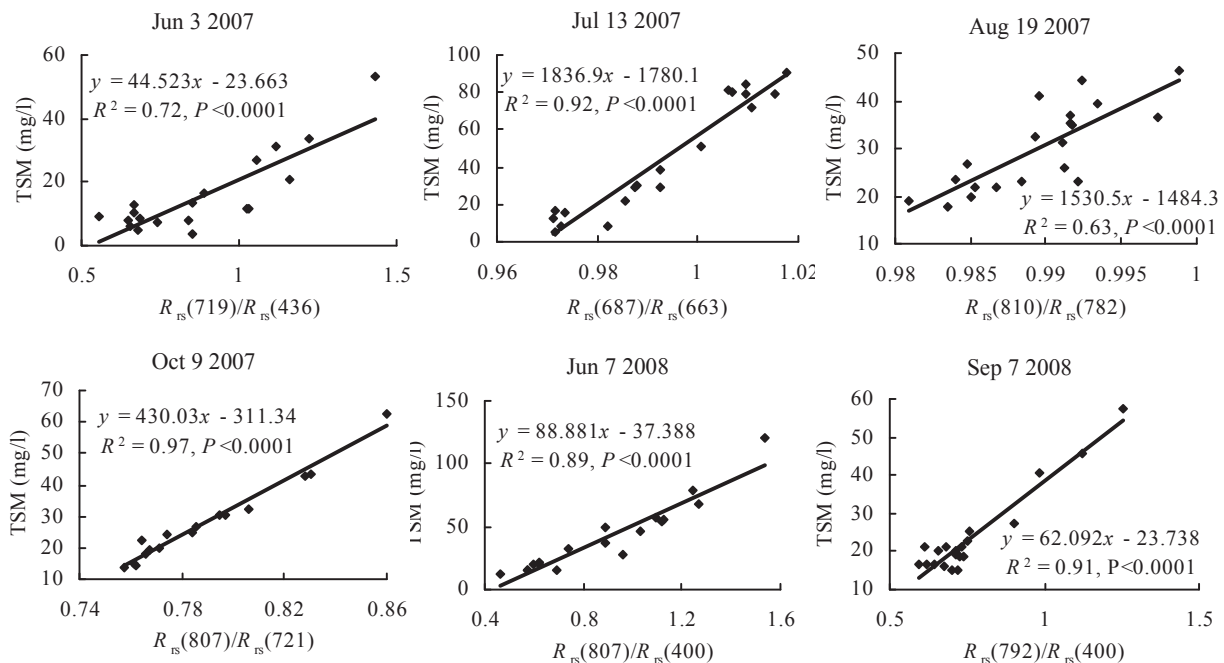 Jun 3 2007
60
40
20
0
TSM (mg/l)
y = 44.523x - 23.663
R² = 0.72, P<0.0001
0.5 1 1.5
Rrs(719)/Rrs(436)
Jul 13 2007
100
80
60
40
20
0
TSM (mg/l)
y = 1836.9x - 1780.1
R² = 0.92, P<0.0001
0.96 0.98 1 1.02
Rrs(687)/Rrs(663)
Aug 19 2007
50
40
30
20
10
TSM (mg/l)
y = 1530.5x - 1484.3
R² = 0.63, P<0.0001
0.98 0.985 0.99 0.995 1
Rrs(810)/Rrs(782)
Oct 9 2007
70
60
50
40
30
20
10
TSM (mg/l)
y = 430.03x - 311.34
R² = 0.97, P<0.0001
0.74 0.78 0.82 0.86
Rrs(807)/Rrs(721)
Jun 7 2008
150
100
50
0
TSM (mg/l)
y = 88.881x - 37.388
R² = 0.89, P<0.0001
0.4 0.8 1.2 1.6
Rrs(807)/Rrs(400)
Sep 7 2008
60
50
40
30
20
10
TSM (mg/l)
y = 62.092x - 23.738
R² = 0.91, P<0.0001
0.5 1 1.5
Rrs(792)/Rrs(400)